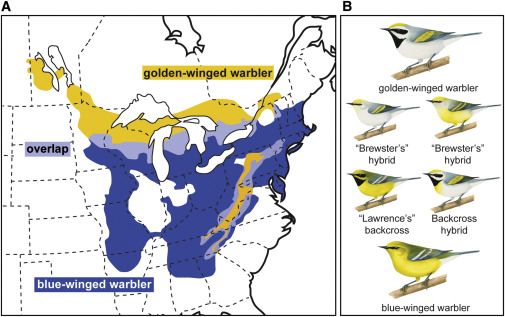 A
golden-winged warbler
overlap
blue-winged warbler
B
golden-winged warbler
"Brewster's" "Brewster's"
hybrid hybrid
"Lawrence's" Backcross
backcross hybrid
blue-winged warbler